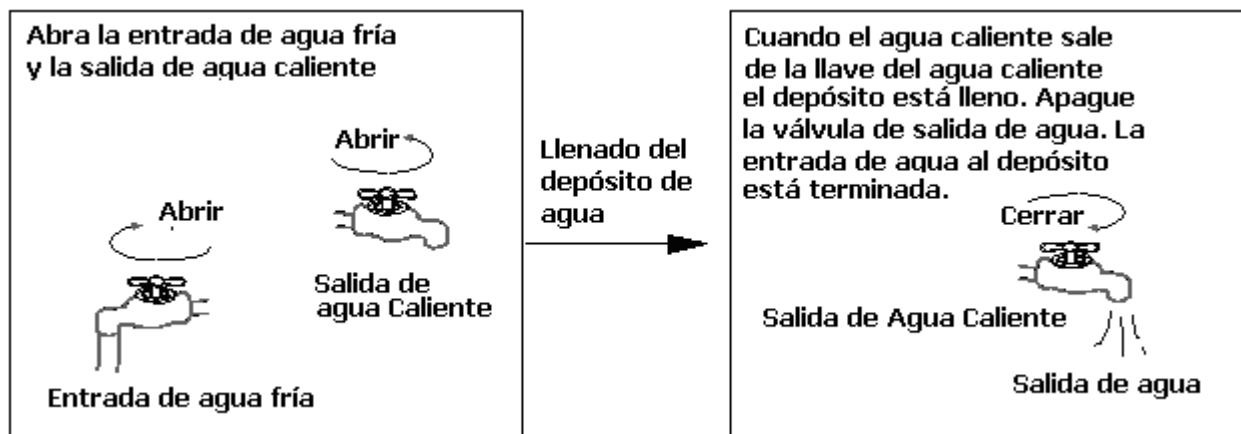 Abra la entrada de agua fría
y la salida de aqua caliente
Abrir
Abrir
Salida de
agua Caliente
Entrada de agua fría
Llenado del
depósito de
agua
Cuando el agua caliente sale
de la llave del agua caliente
el depósito está lleno. Apague
la válvula de salida de agua. La
entrada de aqua al depósito
está terminada.
Cerrar
Salida de Agua Caliente
Salida de agua